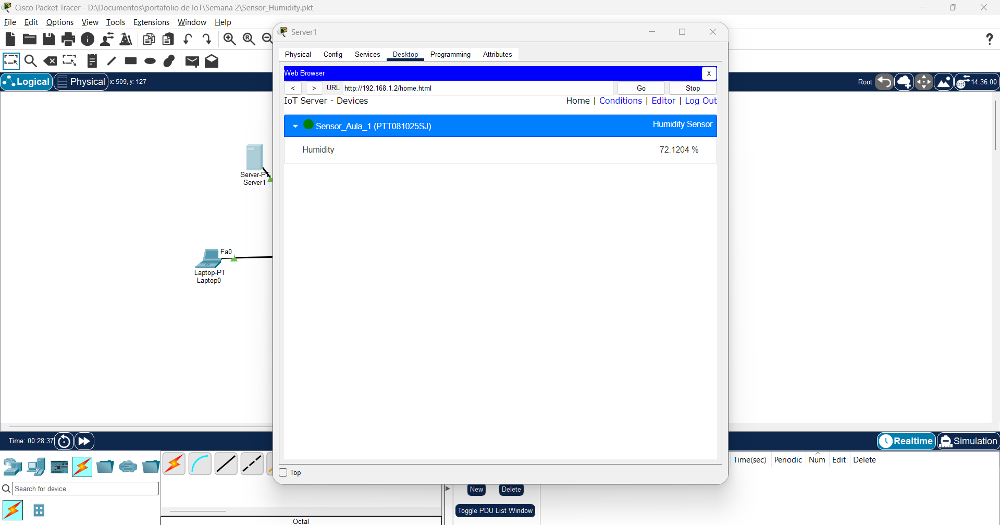 Cisco Packet Tracer - D:\Documentos\portafolio de IoT\Semana 2\Sensor_Humidity.pkt
File Edit Options View Tools Extensions Window Help
Server1
Physical Config Services Desktop Programming Attributes
Web Browser X
< > URL http://192.168.1.2/home.html Go Stop
IoT Server - Devices Home | Conditions | Editor | Log Out
Sensor_Aula_1 (PTT081025SJ) Humidity Sensor
Humidity 72.1204 %
Top
Logical Physical x: 509, y: 127 Root 14:36:00
Server-PT
Server1
Fa0
Laptop-PT
Laptop0
Time: 00:28:37 Realtime Simulation
Time(sec) Periodic Num Edit Delete
Search for device
New Delete
Toggle PDU List Window
Octal